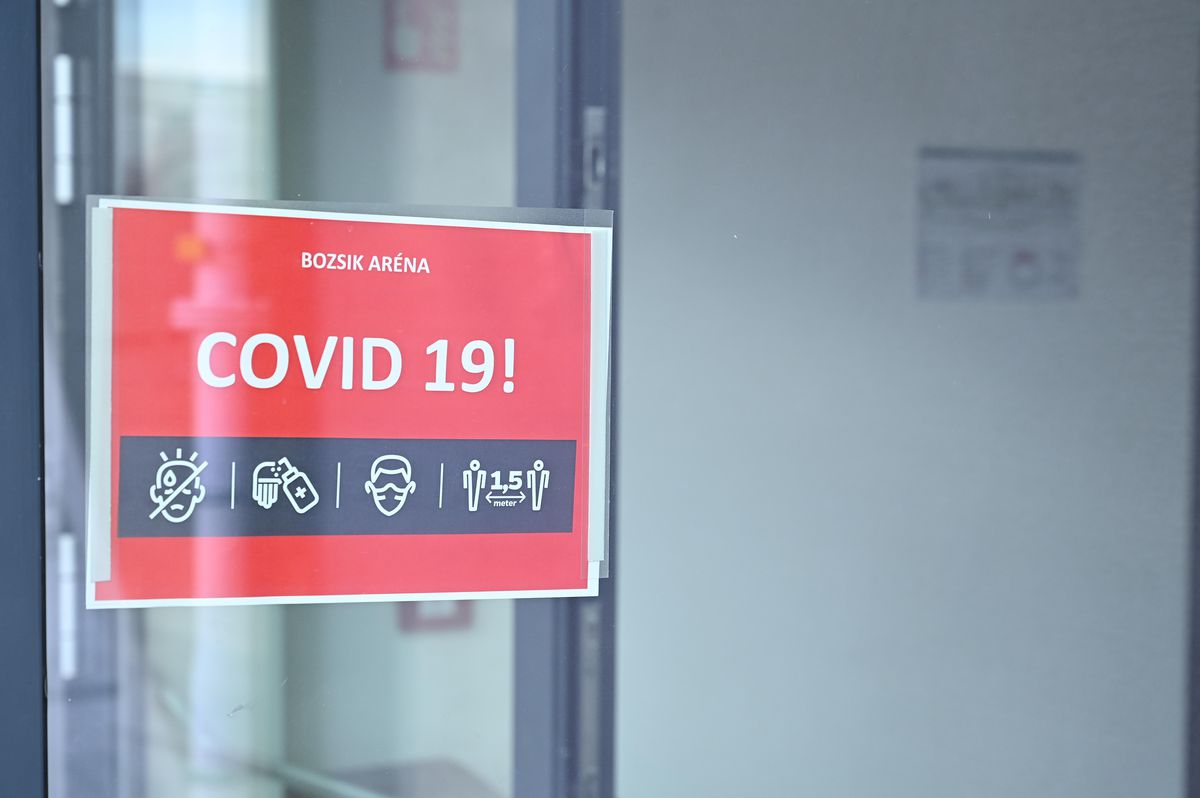 BOZSIK ARÉNA
COVID 19!
1,5
meter